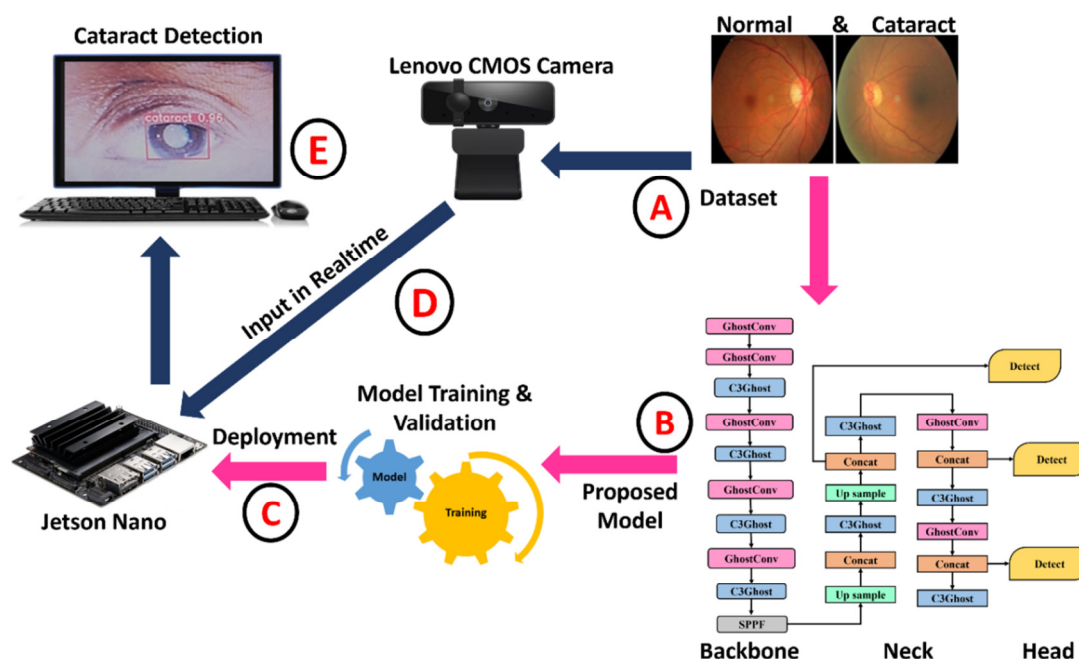 Cataract Detection
cataract 0.96
E
Lenovo CMOS Camera
Normal & Cataract
A
Dataset
Input in Realtime
D
Jetson Nano
Deployment
C
Model Training &
Validation
Model
Training
B
Proposed
Model
GhostConv
GhostConv
C3Ghost
GhostConv
C3Ghost
GhostConv
C3Ghost
GhostConv
C3Ghost
SPPF
Backbone
C3Ghost
Concat
Up sample
C3Ghost
Concat
Up sample
GhostConv
Concat
C3Ghost
GhostConv
Concat
C3Ghost
Neck
Detect
Detect
Detect
Head